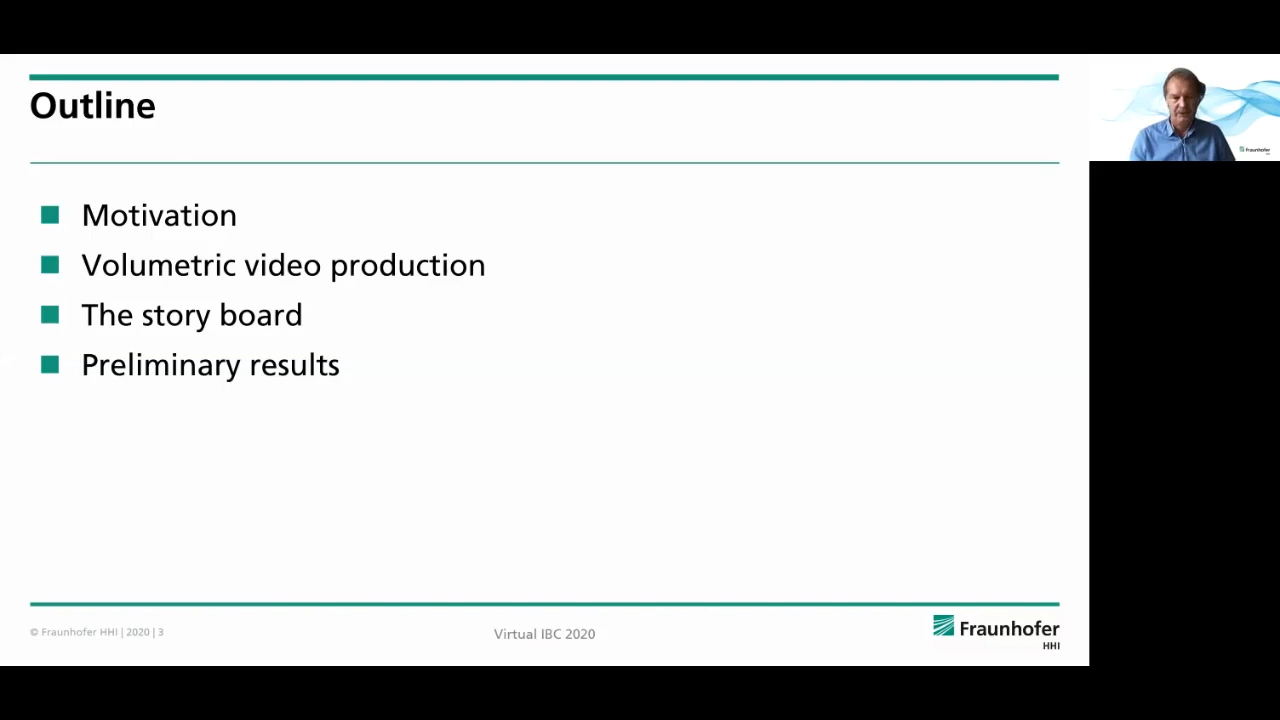 Outline
Motivation
Volumetric video production
The story board
Preliminary results
© Fraunhofer HHI | 2020 | 3
Virtual IBC 2020
Fraunhofer
HHI
Fraunhofer